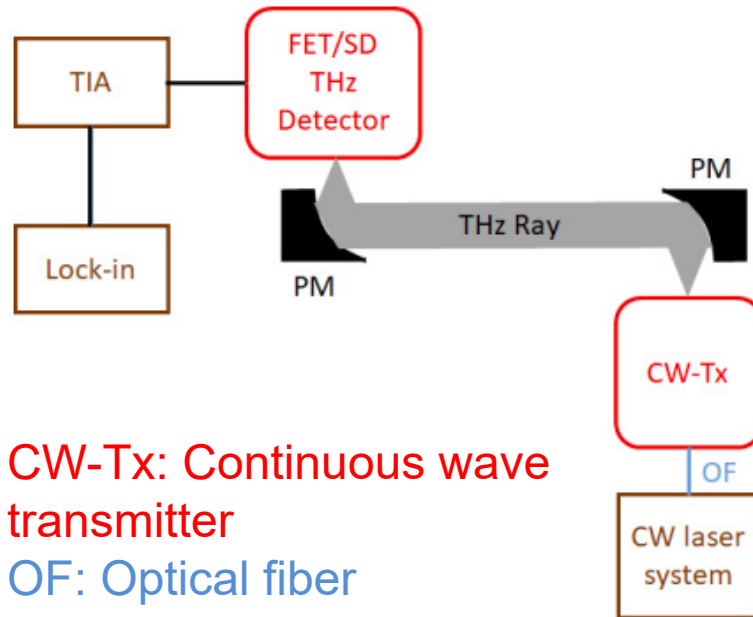 FET/SD
THz
Detector
TIA
PM
THz Ray
Lock-in
PM
CW-Tx
CW-Tx: Continuous wave
transmitter
OF
OF: Optical fiber
CW laser
system